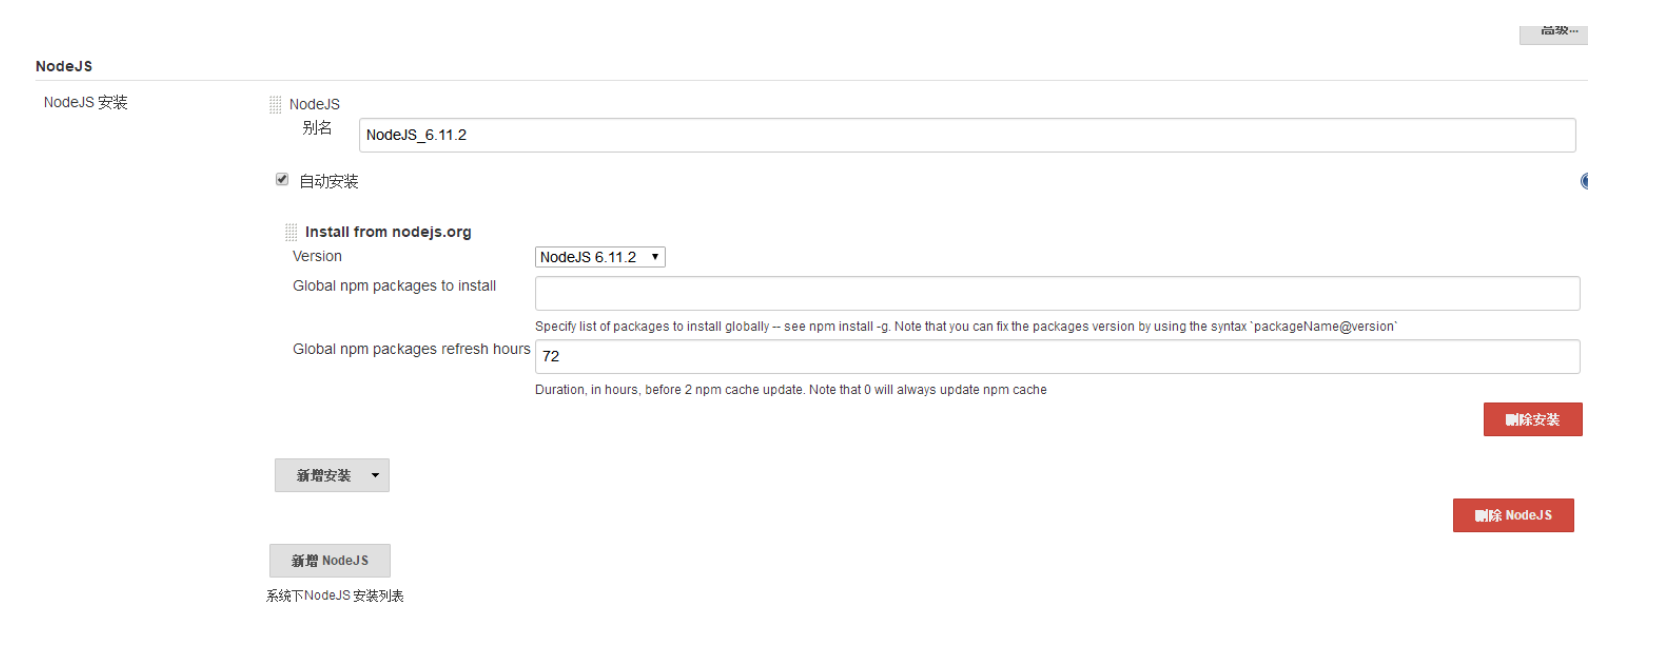 高级...
NodeJS
NodeJS 安装
NodeJS
别名
NodeJS_6.11.2
自动安装
Install from nodejs.org
Version
NodeJS 6.11.2
Global npm packages to install
Specify list of packages to install globally -- see npm install -g. Note that you can fix the packages version by using the syntax `packageName@version`
Global npm packages refresh hours
72
Duration, in hours, before 2 npm cache update. Note that 0 will always update npm cache
删除安装
新增安装
删除 NodeJS
新增 NodeJS
系统下NodeJS 安装列表